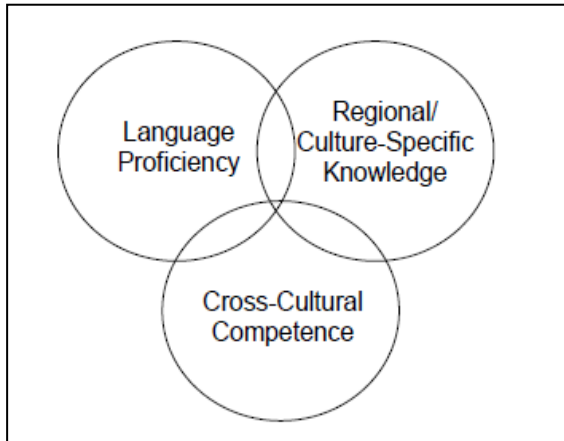 Language
Proficiency
Regional/
Culture-Specific
Knowledge
Cross-Cultural
Competence